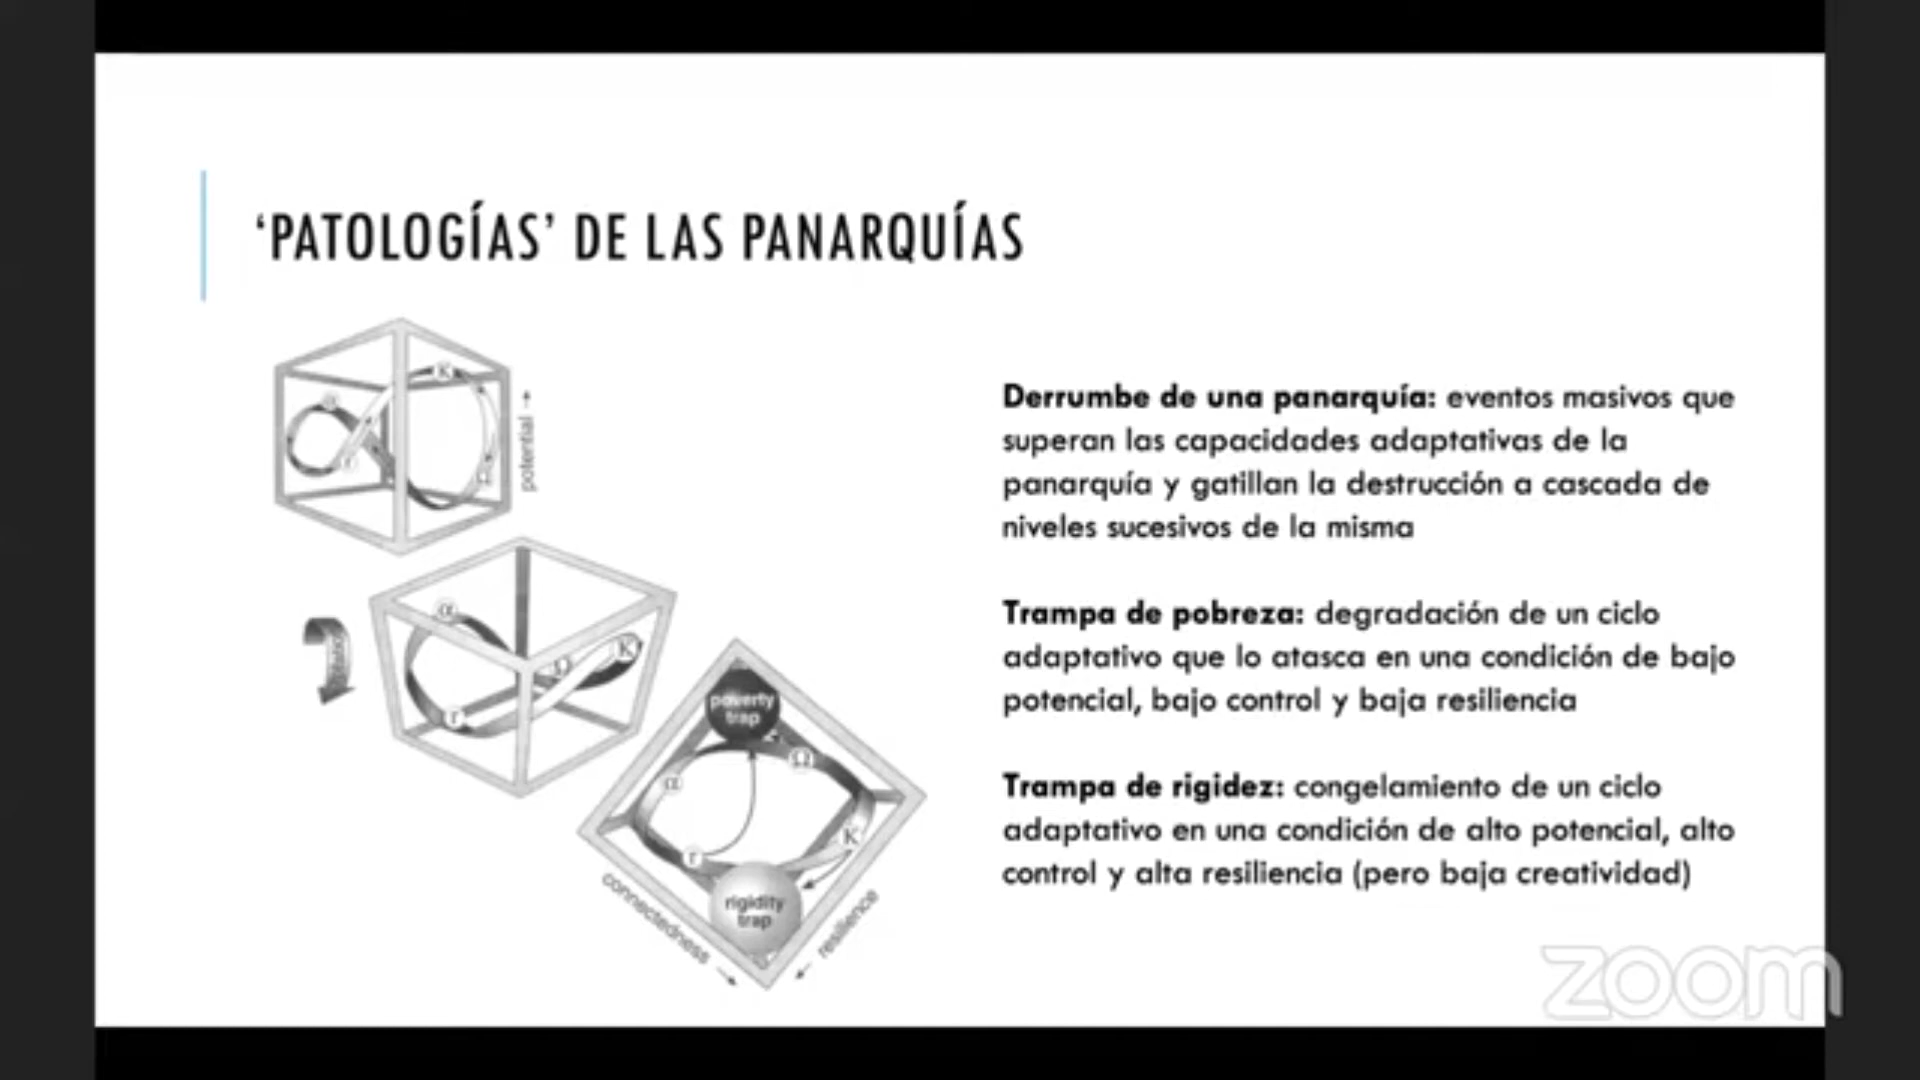 ‘PATOLOGÍAS’ DE LAS PANARQUÍAS
α
K
r
Ω
potential →
Derrumbe de una panarquía: eventos masivos que
superan las capacidades adaptativas de la
panarquía y gatillan la destrucción a cascada de
niveles sucesivos de la misma
α
Ω
K
r
Trampa de pobreza: degradación de un ciclo
adaptativo que lo atasca en una condición de bajo
potencial, bajo control y baja resiliencia
poverty
trap
α
Ω
K
r
rigidity
trap
connectedness →
← resilience
Trampa de rigidez: congelamiento de un ciclo
adaptativo en una condición de alto potencial, alto
control y alta resiliencia (pero baja creatividad)
zoom